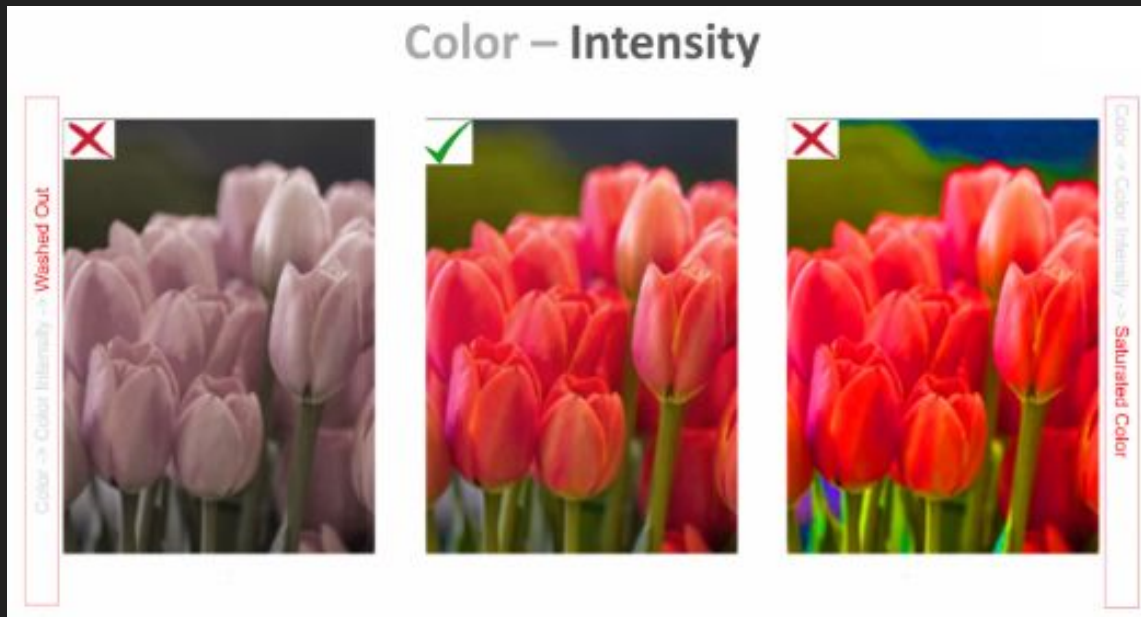 Color – Intensity
Color -> Color Intensity -> Washed Out
Color -> Color Intensity -> Saturated Color